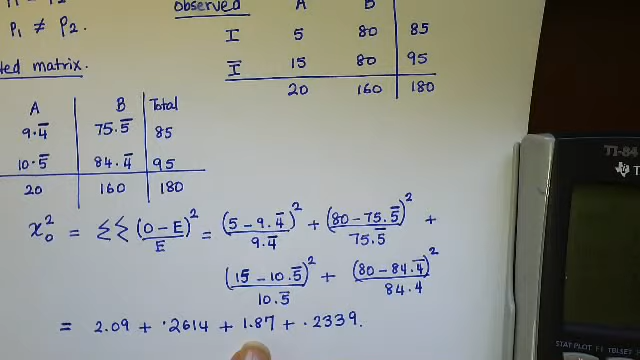 P₁ ≠ P₂.
observed A B
I 5 80 85
I̅ 15 80 95
20 160 180
ted matrix.
A B Total
9.4̅ 75.5̅ 85
10.5̅ 84.4̅ 95
20 160 180
x₀² = ΣΣ (O-E)²/E = (5-9.4̅)²/9.4̅ + (80-75.5̅)²/75.5̅ +
(15-10.5̅)²/10.5̅ + (80-84.4̅)²/84.4
= 2.09 + .2614 + 1.87 + .2339.
TI-84
STAT PLOT F1 TBLSET